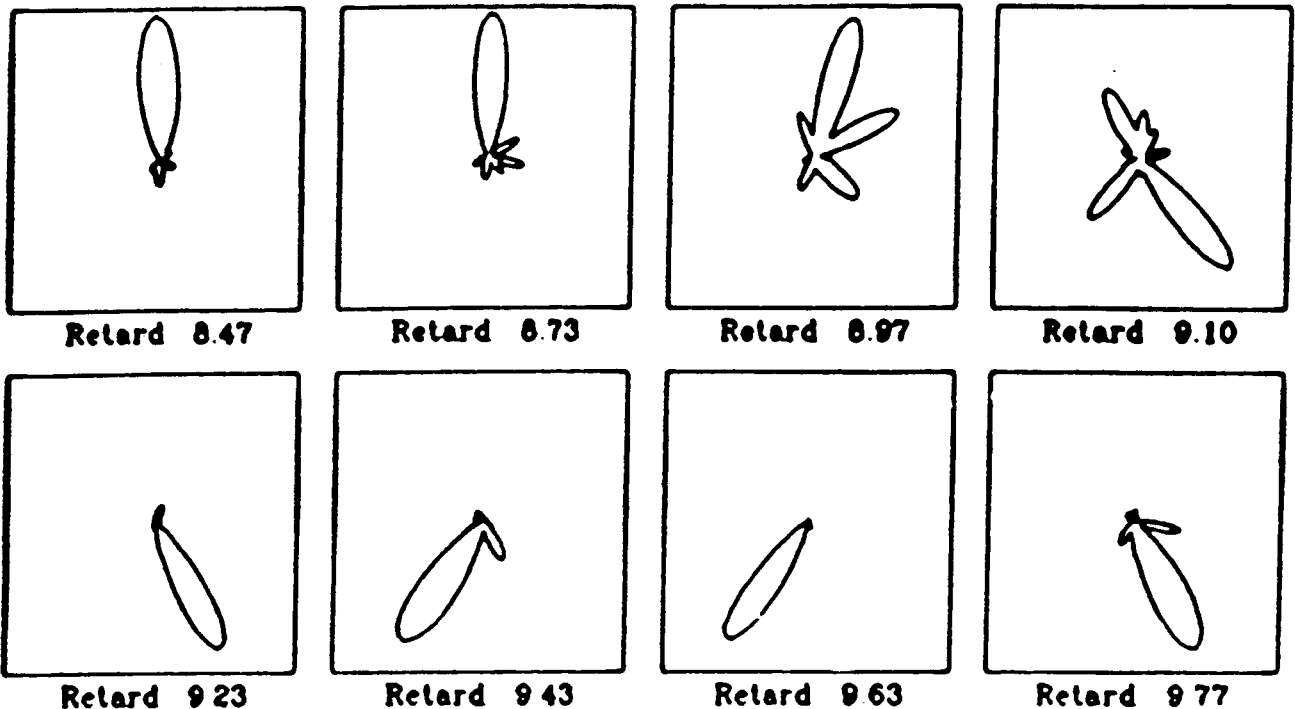 Retard 8.47
Retard 8.73
Retard 8.97
Retard 9.10
Retard 9 23
Retard 9 43
Retard 9.63
Retard 9 77